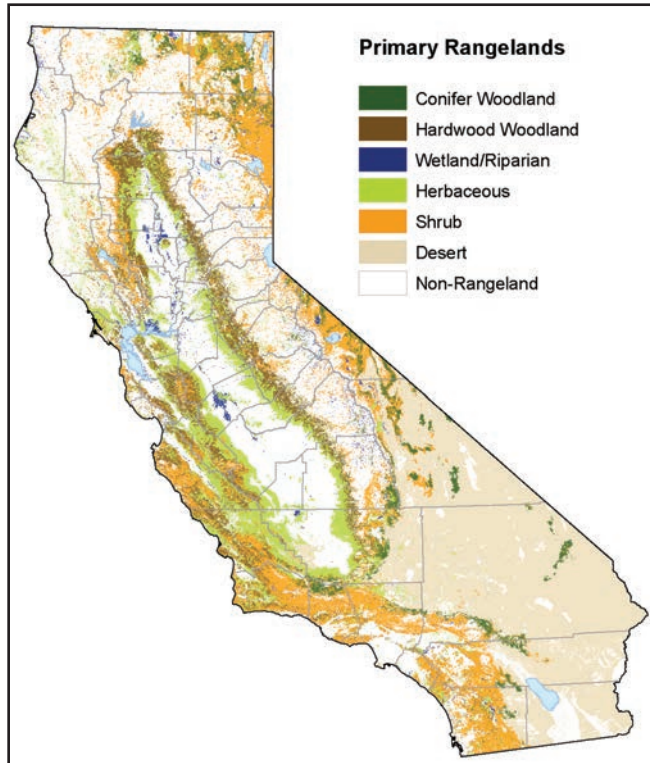 Primary Rangelands
Conifer Woodland
Hardwood Woodland
Wetland/Riparian
Herbaceous
Shrub
Desert
Non-Rangeland